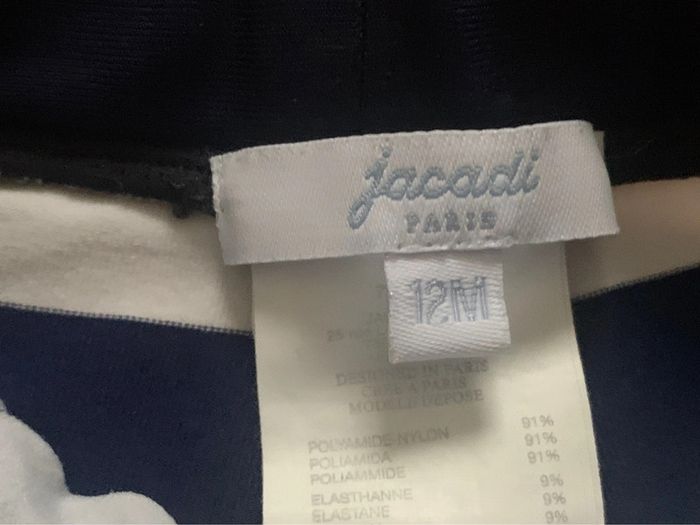 jacadi
PARIS
12M
DESIGNED IN PARIS
CREE A PARIS
MODELE DEPOSE
POLYAMIDE-NYLON 91%
POLIAMIDA 91%
POLIAMMIDE 91%
ELASTHANNE 9%
ELASTANE 9%
9%